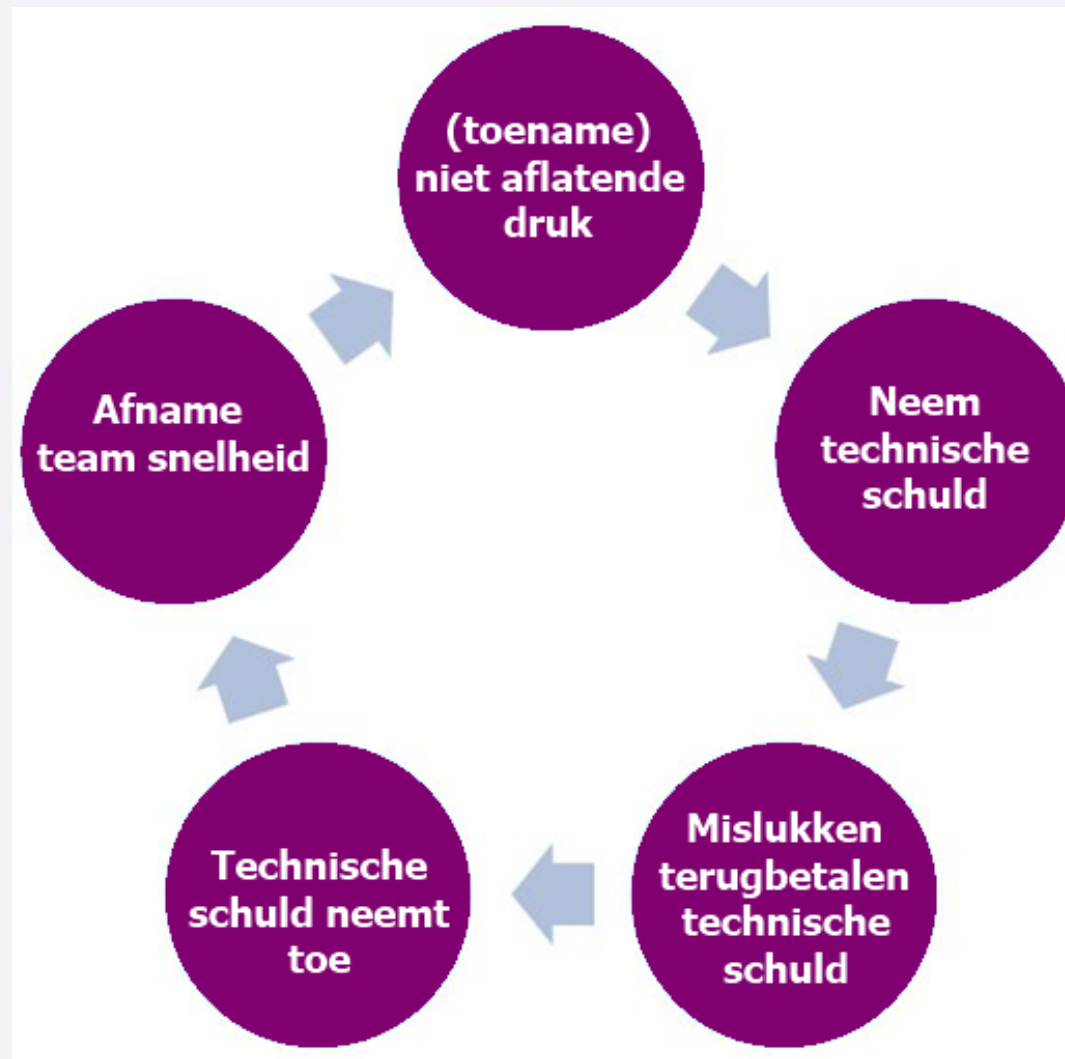 (toename)
niet aflatende
druk
Neem
technische
schuld
Mislukken
terugbetalen
technische
schuld
Technische
schuld neemt
toe
Afname
team snelheid